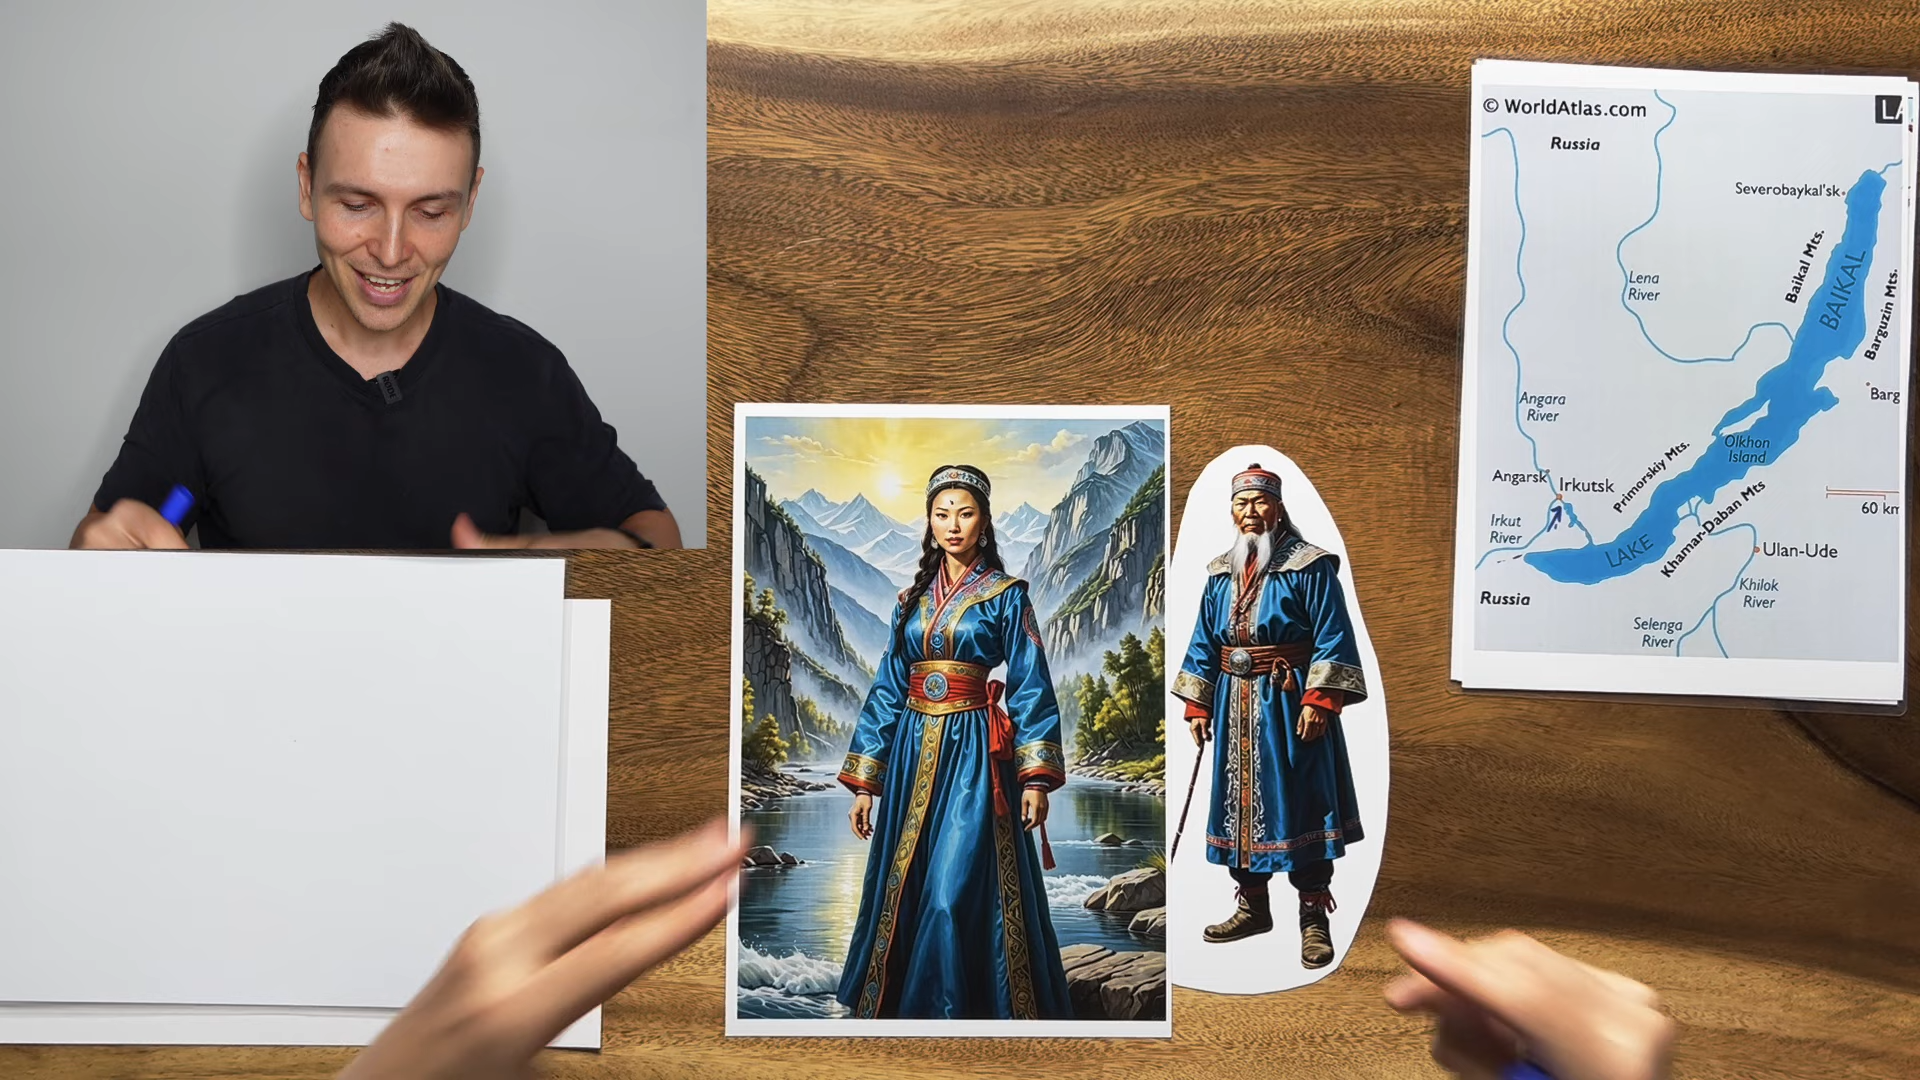 © WorldAtlas.com
LA
Russia
Severobaykal'sk
Baikal Mts.
BAIKAL
Barguzin Mts.
Lena
River
Angara
River
Barg
Olkhon
Island
Primorskiy Mts.
Angarsk
Irkutsk
60 km
Irkut
River
LAKE
Khamar-Daban Mts
Ulan-Ude
Khilok
River
Russia
Selenga
River